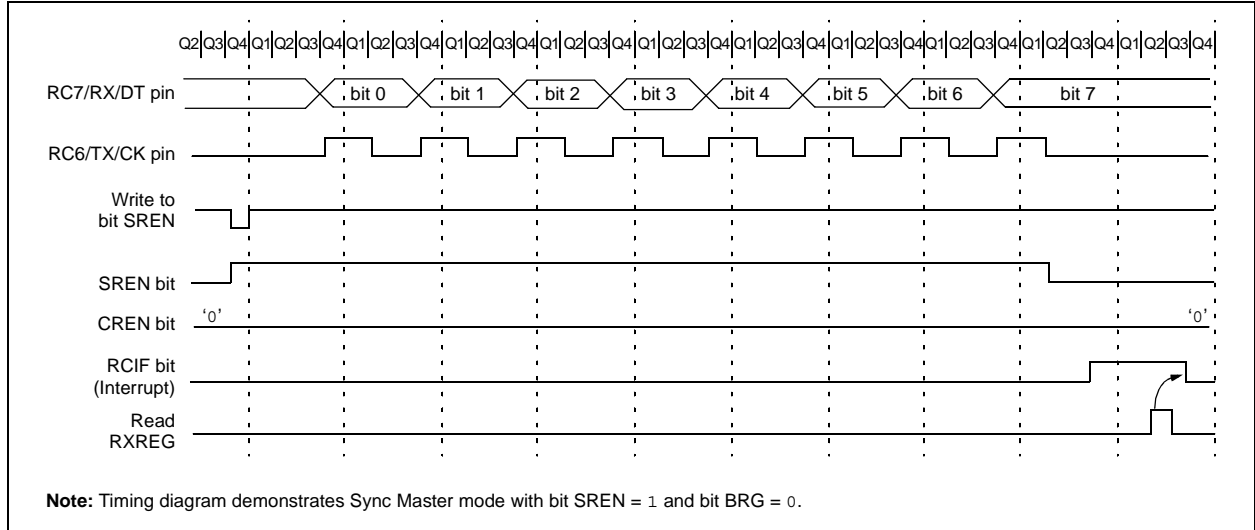 Q2|Q3|Q4|Q1|Q2|Q3|Q4|Q1|Q2|Q3|Q4|Q1|Q2|Q3|Q4|Q1|Q2|Q3|Q4|Q1|Q2|Q3|Q4|Q1|Q2|Q3|Q4|Q1|Q2|Q3|Q4|Q1|Q2|Q3|Q4|Q1|Q2|Q3|Q4|Q1|Q2|Q3|Q4
RC7/RX/DT pin bit 0 bit 1 bit 2 bit 3 bit 4 bit 5 bit 6 bit 7
RC6/TX/CK pin
Write to
bit SREN
SREN bit
CREN bit ‘0’ ‘0’
RCIF bit
(Interrupt)
Read
RXREG
Note: Timing diagram demonstrates Sync Master mode with bit SREN = 1 and bit BRG = 0.